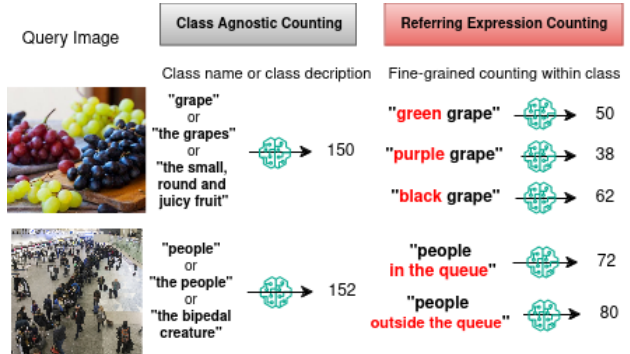 Query Image
Class Agnostic Counting
Referring Expression Counting
Class name or class decription
Fine-grained counting within class
"grape"
or
"the grapes"
or
"the small,
round and
juicy fruit"
150
"green grape"
50
"purple grape"
38
"black grape"
62
"people"
or
"the people"
or
"the bipedal
creature"
152
"people
in the queue"
72
"people
outside the queue"
80